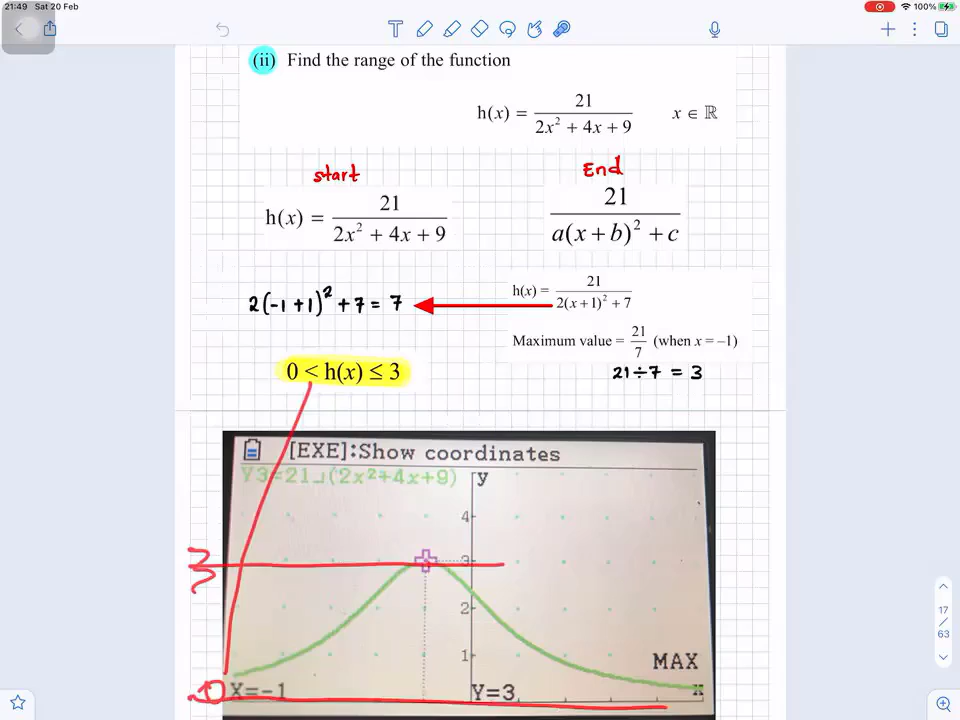 21:49 Sat 20 Feb
100%
(ii) Find the range of the function
h(x) = 21 / (2x² + 4x + 9) x ∈ ℝ
start
End
h(x) = 21 / (2x² + 4x + 9)
21 / (a(x + b)² + c)
2(-1+1)² + 7 = 7
h(x) = 21 / (2(x + 1)² + 7)
Maximum value = 21/7 (when x = –1)
21 ÷ 7 = 3
0 < h(x) ≤ 3
[EXE]:Show coordinates
Y3=21⌟(2x²+4x+9)
y
4
3
3
2
1
MAX
0
X=-1
Y=3
x
17
/
63